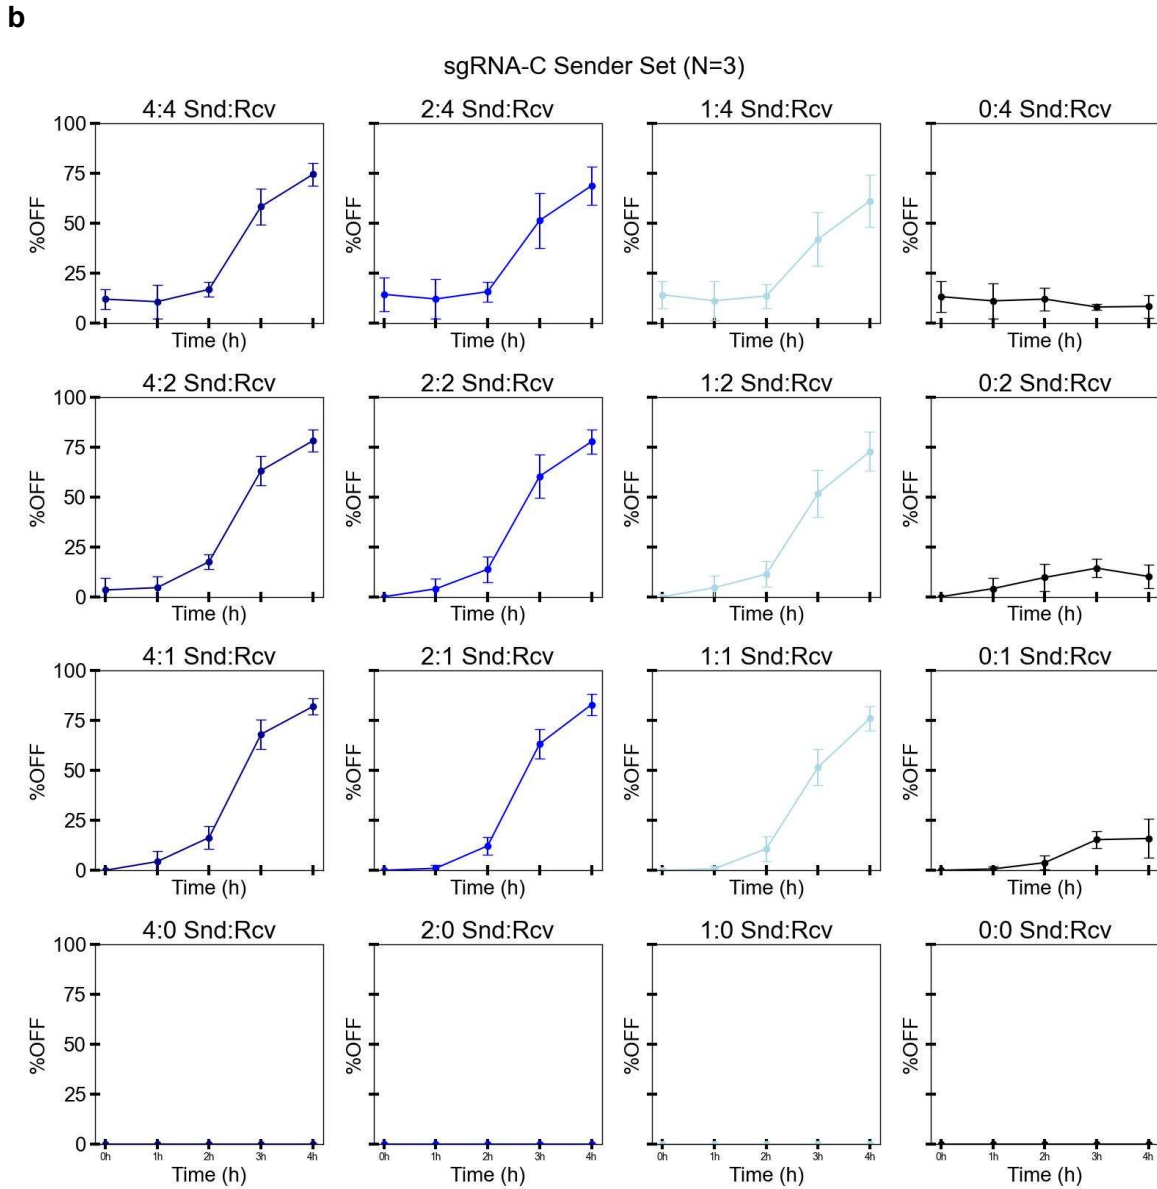 b
sgRNA-C Sender Set (N=3)
4:4 Snd:Rcv 2:4 Snd:Rcv 1:4 Snd:Rcv 0:4 Snd:Rcv
100
75
50
25
0
%OFF %OFF %OFF %OFF
Time (h) Time (h) Time (h) Time (h)
4:2 Snd:Rcv 2:2 Snd:Rcv 1:2 Snd:Rcv 0:2 Snd:Rcv
100
75
50
25
0
%OFF %OFF %OFF %OFF
Time (h) Time (h) Time (h) Time (h)
4:1 Snd:Rcv 2:1 Snd:Rcv 1:1 Snd:Rcv 0:1 Snd:Rcv
100
75
50
25
0
%OFF %OFF %OFF %OFF
Time (h) Time (h) Time (h) Time (h)
4:0 Snd:Rcv 2:0 Snd:Rcv 1:0 Snd:Rcv 0:0 Snd:Rcv
100
75
50
25
0
%OFF %OFF %OFF %OFF
0h 1h 2h 3h 4h 0h 1h 2h 3h 4h 0h 1h 2h 3h 4h 0h 1h 2h 3h 4h
Time (h) Time (h) Time (h) Time (h)